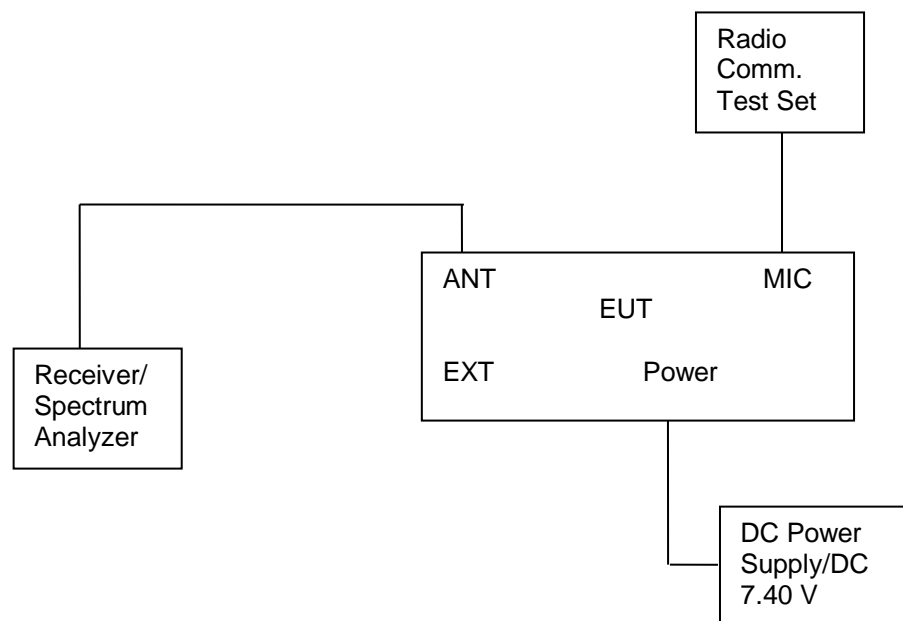 Radio
Comm.
Test Set
ANT
MIC
EUT
EXT
Power
Receiver/
Spectrum
Analyzer
DC Power
Supply/DC
7.40 V